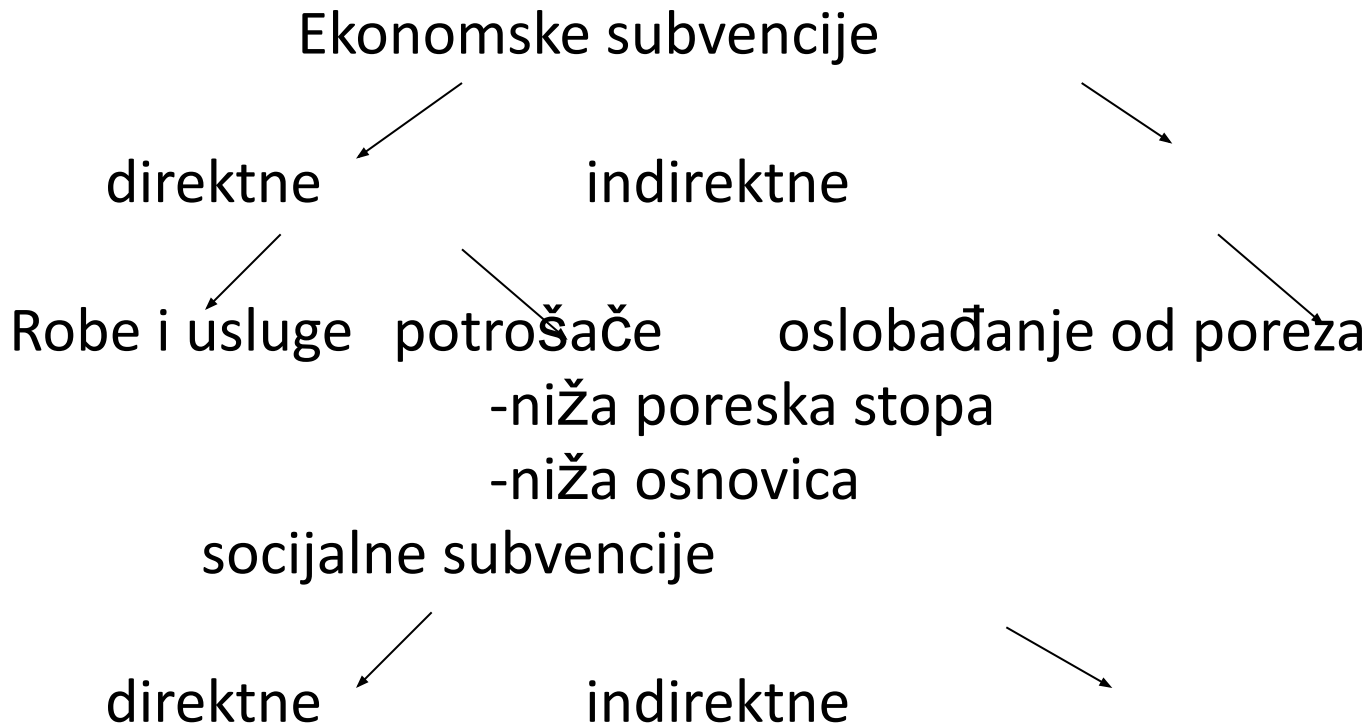 Ekonomske subvencije
direktne indirektne
Robe i usluge potrošače oslobađanje od poreza
-niža poreska stopa
-niža osnovica
socijalne subvencije
direktne indirektne